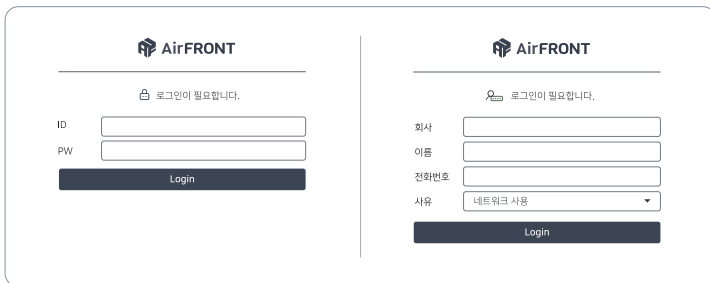 AirFRONT
로그인이 필요합니다.
ID
PW
Login
AirFRONT
로그인이 필요합니다.
회사
이름
전화번호
사유 네트워크 사용
Login